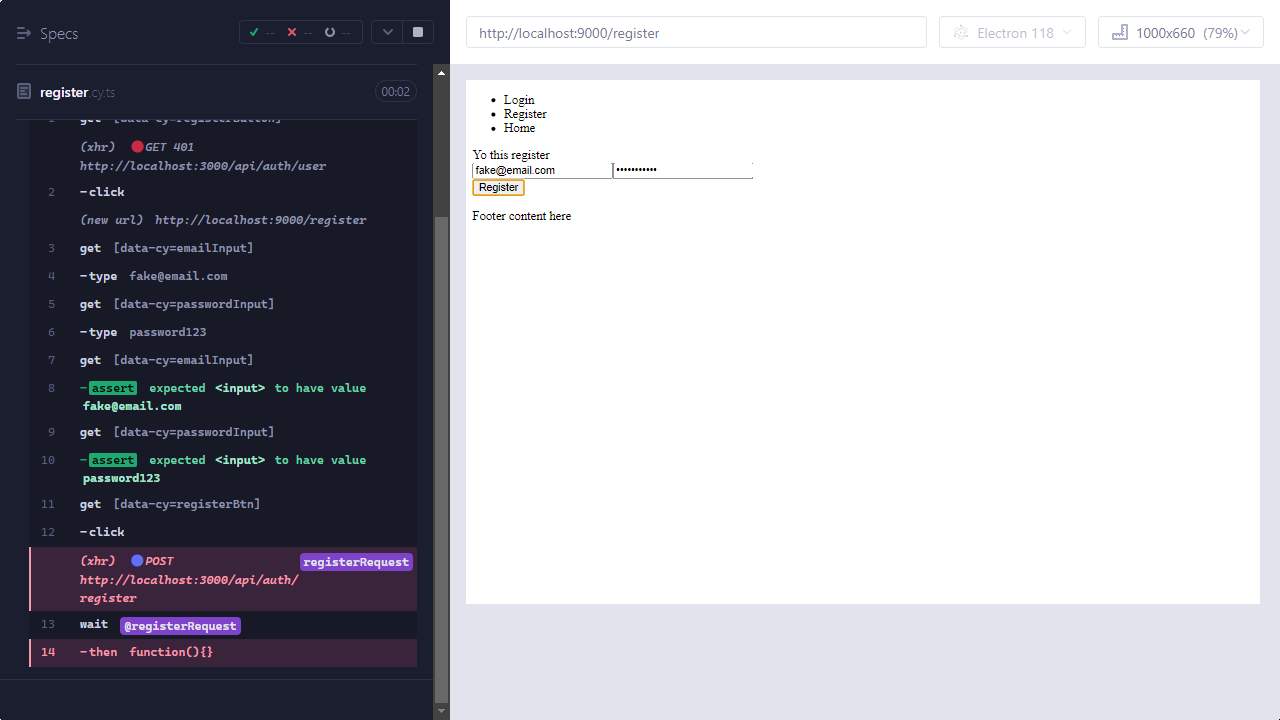 Specs
--
--
--
http://localhost:9000/register
Electron 118
1000x660 (79%)
register.cy.ts
00:02
1 get [data-cy=registerButton]
(xhr) GET 401
http://localhost:3000/api/auth/user
2 -click
(new url) http://localhost:9000/register
3 get [data-cy=emailInput]
4 -type fake@email.com
5 get [data-cy=passwordInput]
6 -type password123
7 get [data-cy=emailInput]
8 -assert expected <input> to have value
fake@email.com
9 get [data-cy=passwordInput]
10 -assert expected <input> to have value
password123
11 get [data-cy=registerBtn]
12 -click
(xhr) POST registerRequest
http://localhost:3000/api/auth/
register
13 wait @registerRequest
14 -then function(){}
Login
Register
Home
Yo this register
fake@email.com •••••••••••
Register
Footer content here